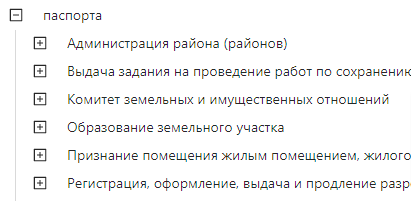 паспорта
Администрация района (районов)
Выдача задания на проведение работ по сохранению
Комитет земельных и имущественных отношений
Образование земельного участка
Признание помещения жилым помещением, жилого
Регистрация, оформление, выдача и продление разр